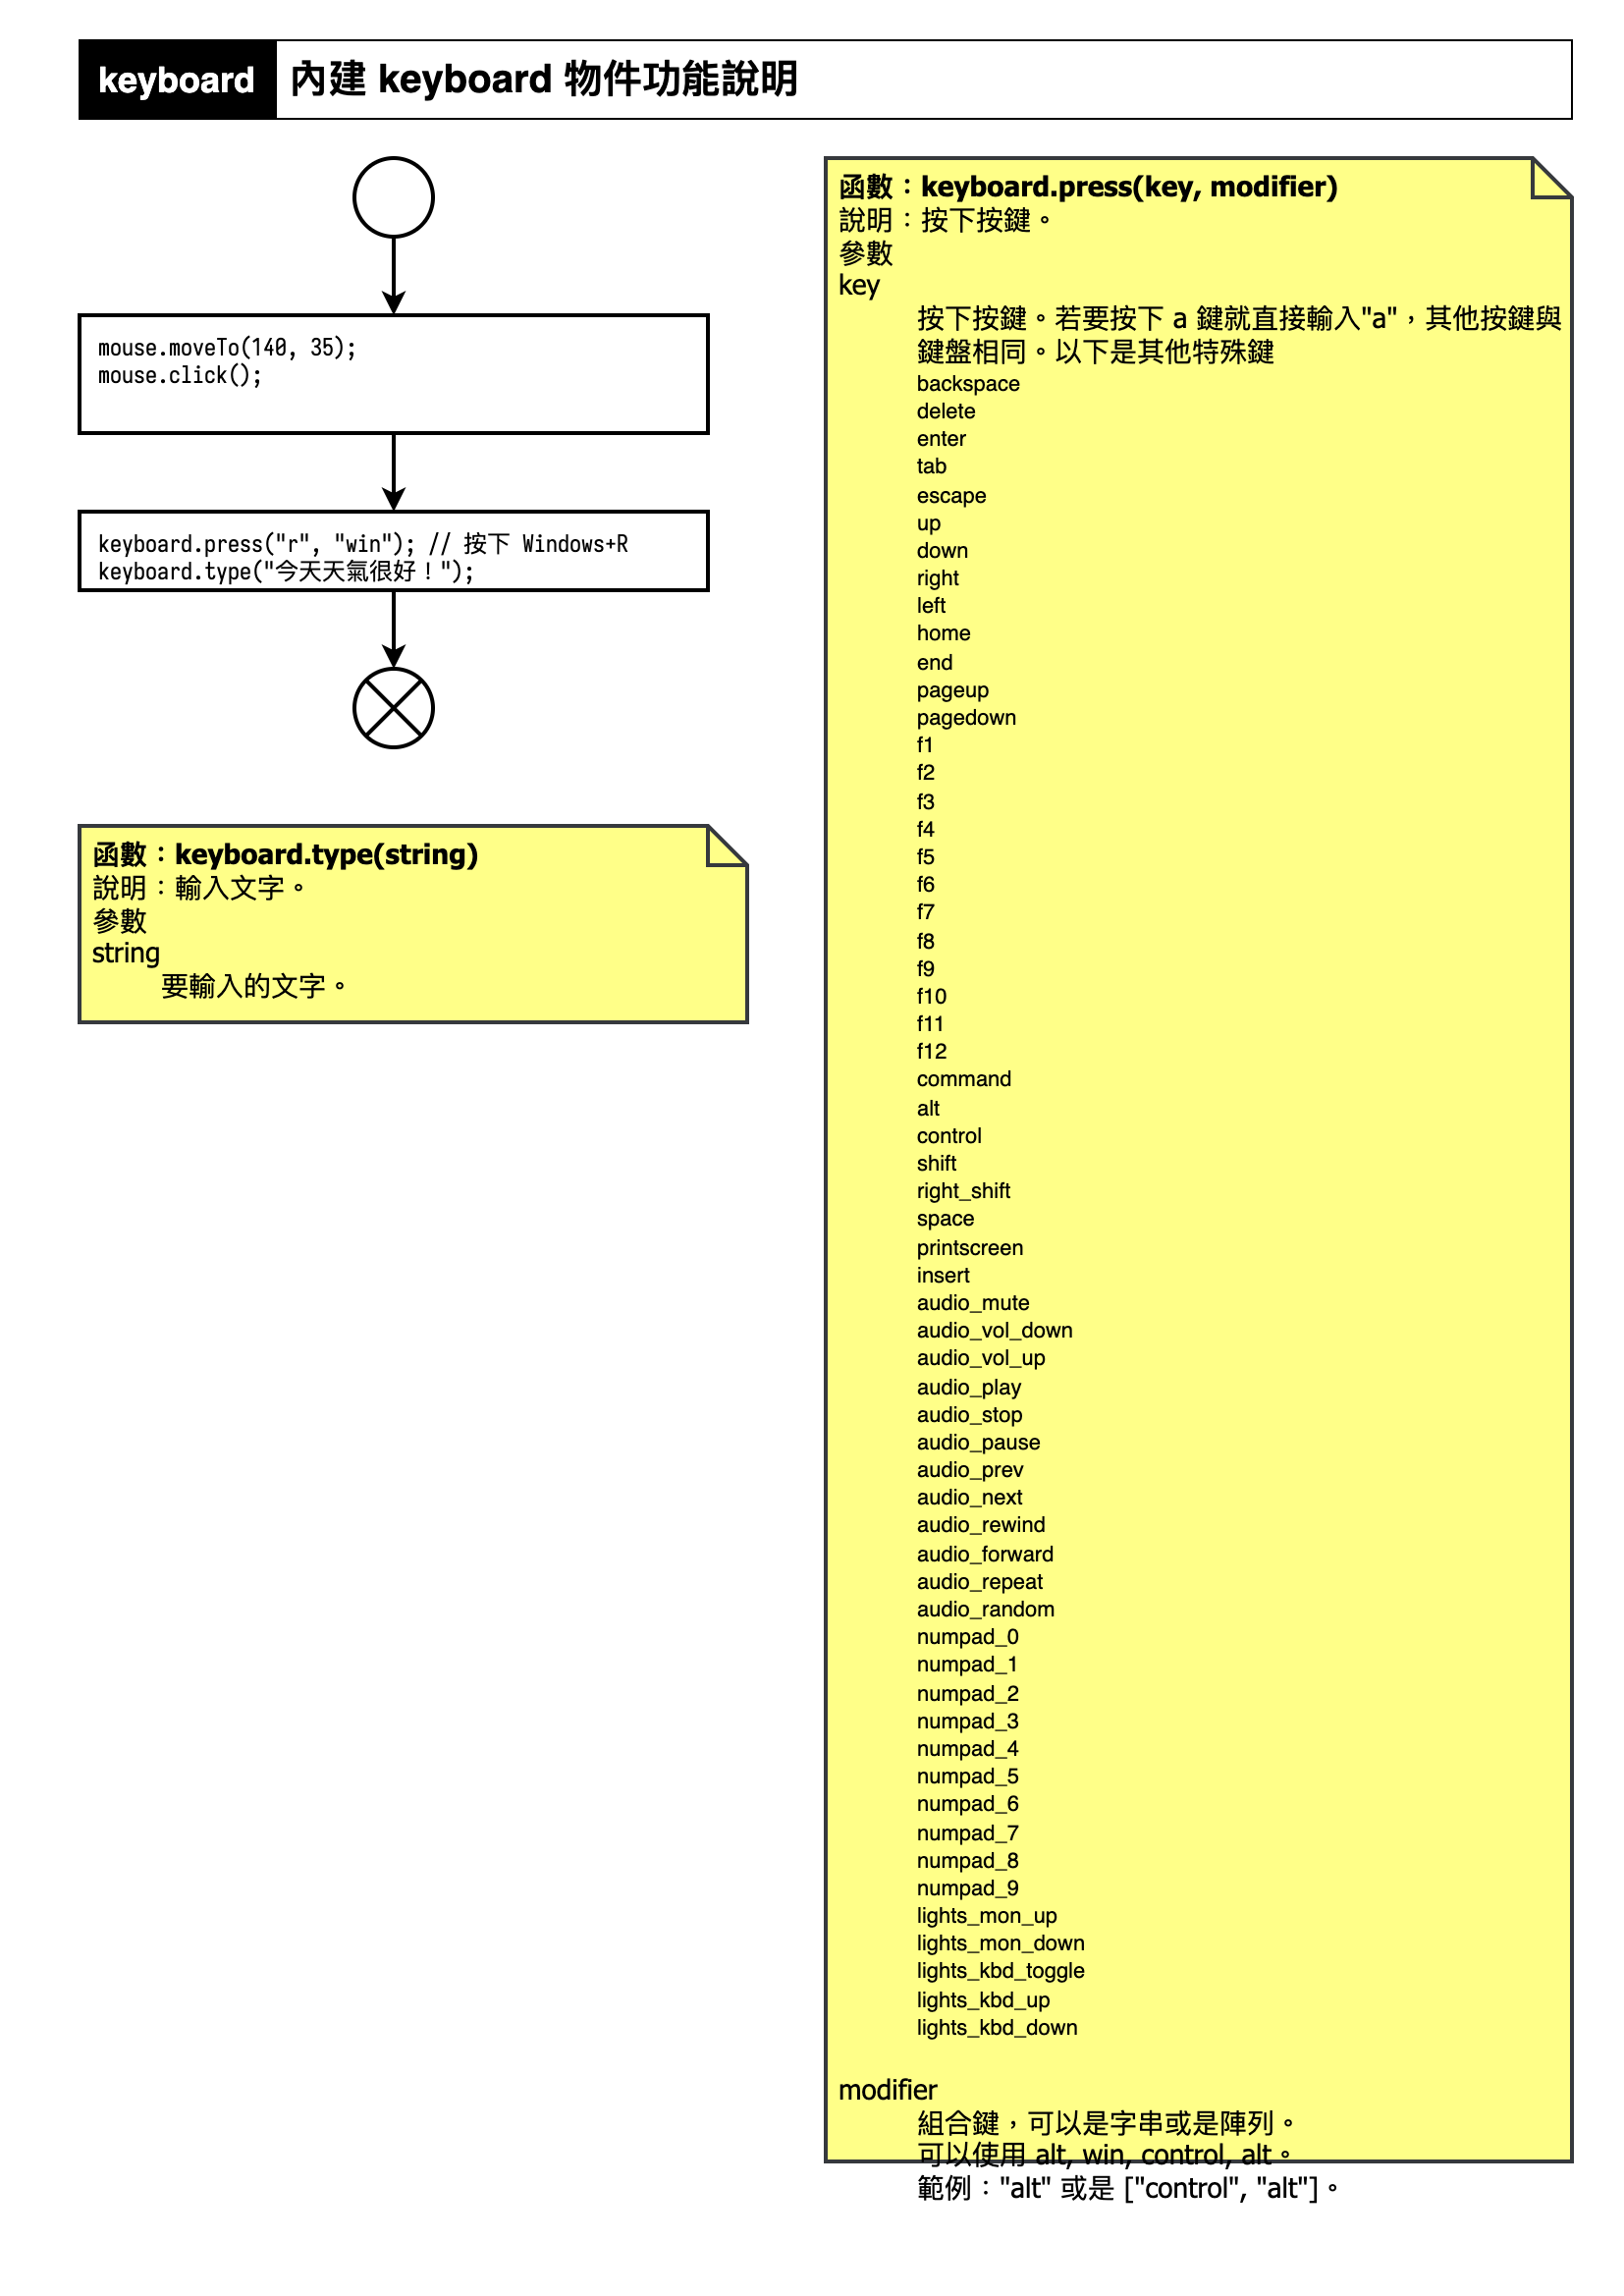 keyboard 內建 keyboard 物件功能說明
mouse.moveTo(140, 35);
mouse.click();
keyboard.press("r", "win"); // 按下 Windows+R
keyboard.type("今天天氣很好！");
函數：keyboard.type(string)
說明：輸入文字。
參數
string
要輸入的文字。
函數：keyboard.press(key, modifier)
說明：按下按鍵。
參數
key
按下按鍵。若要按下 a 鍵就直接輸入"a"，其他按鍵與
鍵盤相同。以下是其他特殊鍵
backspace
delete
enter
tab
escape
up
down
right
left
home
end
pageup
pagedown
f1
f2
f3
f4
f5
f6
f7
f8
f9
f10
f11
f12
command
alt
control
shift
right_shift
space
printscreen
insert
audio_mute
audio_vol_down
audio_vol_up
audio_play
audio_stop
audio_pause
audio_prev
audio_next
audio_rewind
audio_forward
audio_repeat
audio_random
numpad_0
numpad_1
numpad_2
numpad_3
numpad_4
numpad_5
numpad_6
numpad_7
numpad_8
numpad_9
lights_mon_up
lights_mon_down
lights_kbd_toggle
lights_kbd_up
lights_kbd_down
modifier
組合鍵，可以是字串或是陣列。
可以使用 alt, win, control, alt。
範例："alt" 或是 ["control", "alt"]。